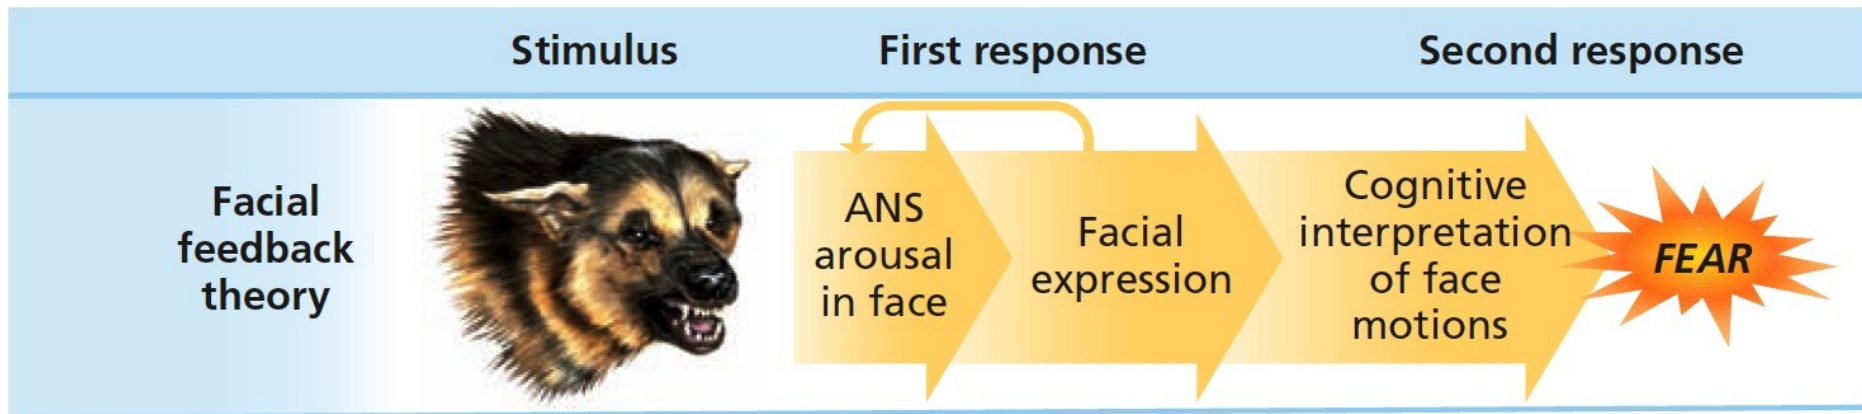 Stimulus
First response
Second response
Facial
feedback
theory
ANS
arousal
in face
Facial
expression
Cognitive
interpretation
of face
motions
FEAR